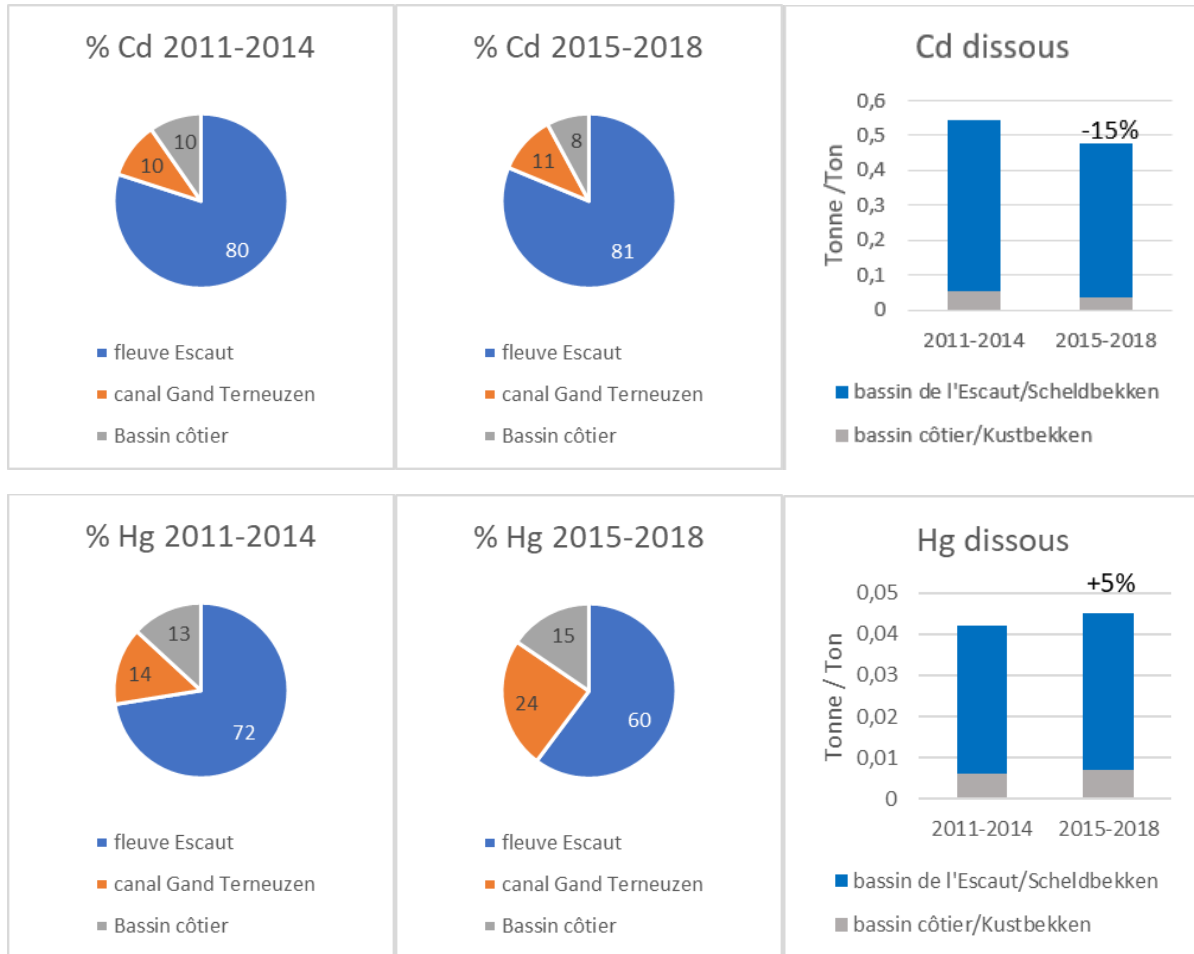 % Cd 2011-2014
10
10
80
fleuve Escaut
canal Gand Terneuzen
Bassin côtier
% Cd 2015-2018
8
11
81
fleuve Escaut
canal Gand Terneuzen
Bassin côtier
Cd dissous
Tonne /Ton
0,6
0,5
0,4
0,3
0,2
0,1
0
-15%
2011-2014
2015-2018
bassin de l'Escaut/Scheldbekken
bassin côtier/Kustbekken
% Hg 2011-2014
13
14
72
fleuve Escaut
canal Gand Terneuzen
Bassin côtier
% Hg 2015-2018
15
24
60
fleuve Escaut
canal Gand Terneuzen
Bassin côtier
Hg dissous
Tonne / Ton
0,05
0,04
0,03
0,02
0,01
0
+5%
2011-2014
2015-2018
bassin de l'Escaut/Scheldbekken
bassin côtier/Kustbekken